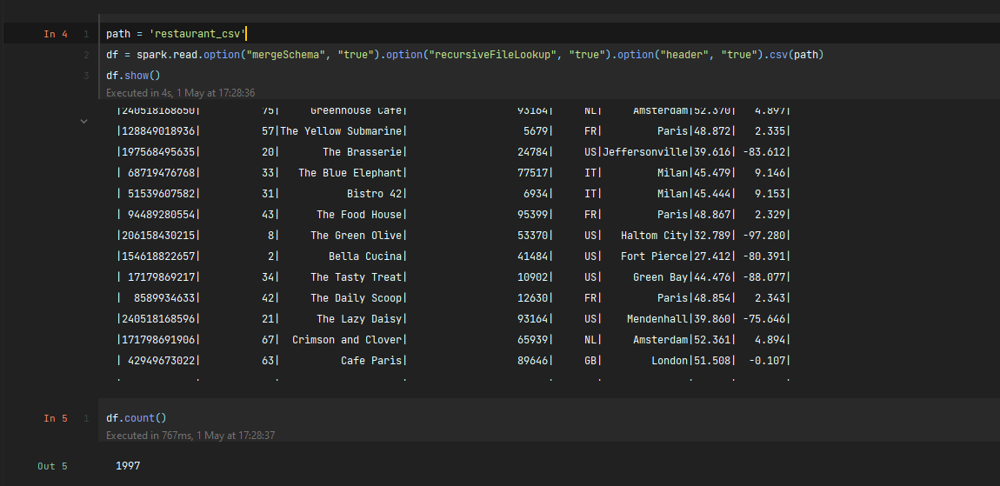 In 4 1 path = 'restaurant_csv'
2 df = spark.read.option("mergeSchema", "true").option("recursiveFileLookup", "true").option("header", "true").csv(path)
3 df.show()
Executed in 4s, 1 May at 17:28:36
|240518168650| 75| Greenhouse Cafe| 93164| NL| Amsterdam|52.370| 4.897|
|128849018936| 57|The Yellow Submarine| 5679| FR| Paris|48.872| 2.335|
|197568495635| 20| The Brasserie| 24784| US|Jeffersonville|39.616| -83.612|
| 68719476768| 33| The Blue Elephant| 77517| IT| Milan|45.479| 9.146|
| 51539607582| 31| Bistro 42| 6934| IT| Milan|45.444| 9.153|
| 94489280554| 43| The Food House| 95399| FR| Paris|48.867| 2.329|
|206158430215| 8| The Green Olive| 53370| US| Haltom City|32.789| -97.280|
|154618822657| 2| Bella Cucina| 41484| US| Fort Pierce|27.412| -80.391|
| 17179869217| 34| The Tasty Treat| 10902| US| Green Bay|44.476| -88.077|
| 8589934633| 42| The Daily Scoop| 12630| FR| Paris|48.854| 2.343|
|240518168596| 21| The Lazy Daisy| 93164| US| Mendenhall|39.860| -75.646|
|171798691906| 67| Crimson and Clover| 65939| NL| Amsterdam|52.361| 4.894|
| 42949673022| 63| Cafe Paris| 89646| GB| London|51.508| -0.107|
In 5 1 df.count()
Executed in 767ms, 1 May at 17:28:37
Out 5 1997